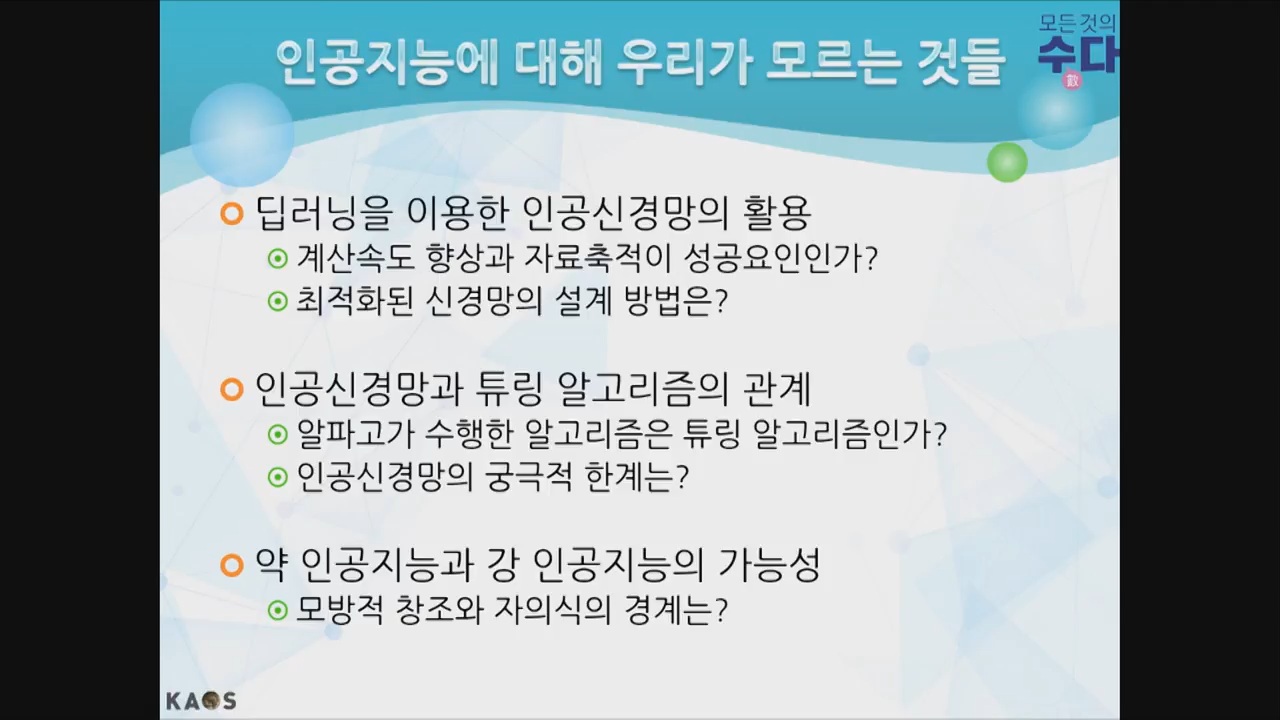 모든 것의
수다
數
인공지능에 대해 우리가 모르는 것들
딥러닝을 이용한 인공신경망의 활용
계산속도 향상과 자료축적이 성공요인인가?
최적화된 신경망의 설계 방법은?
인공신경망과 튜링 알고리즘의 관계
알파고가 수행한 알고리즘은 튜링 알고리즘인가?
인공신경망의 궁극적 한계는?
약 인공지능과 강 인공지능의 가능성
모방적 창조와 자의식의 경계는?
KAOS